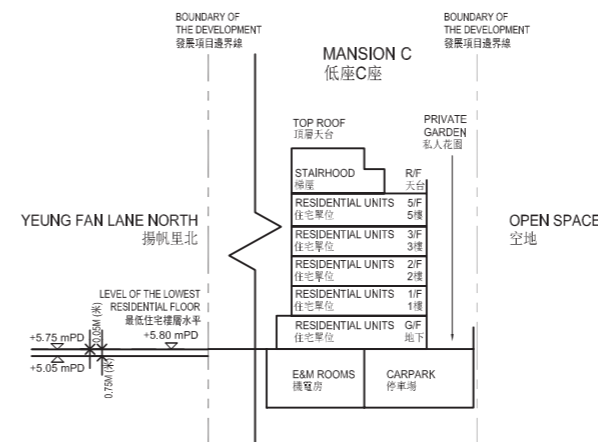 BOUNDARY OF
THE DEVELOPMENT
發展項目邊界線
BOUNDARY OF
THE DEVELOPMENT
發展項目邊界線
MANSION C
低座C座
TOP ROOF
頂層天台
PRIVATE
GARDEN
私人花園
STAIRHOOD R/F
梯屋 天台
RESIDENTIAL UNITS 5/F
住宅單位 5樓
RESIDENTIAL UNITS 3/F
住宅單位 3樓
RESIDENTIAL UNITS 2/F
住宅單位 2樓
RESIDENTIAL UNITS 1/F
住宅單位 1樓
RESIDENTIAL UNITS G/F
住宅單位 地下
E&M ROOMS
機電房
CARPARK
停車場
YEUNG FAN LANE NORTH
揚帆里北
OPEN SPACE
空地
LEVEL OF THE LOWEST
RESIDENTIAL FLOOR
最低住宅樓層水平
+5.80 mPD
+5.75 mPD
+5.05 mPD
0.05M (米)
0.75M (米)